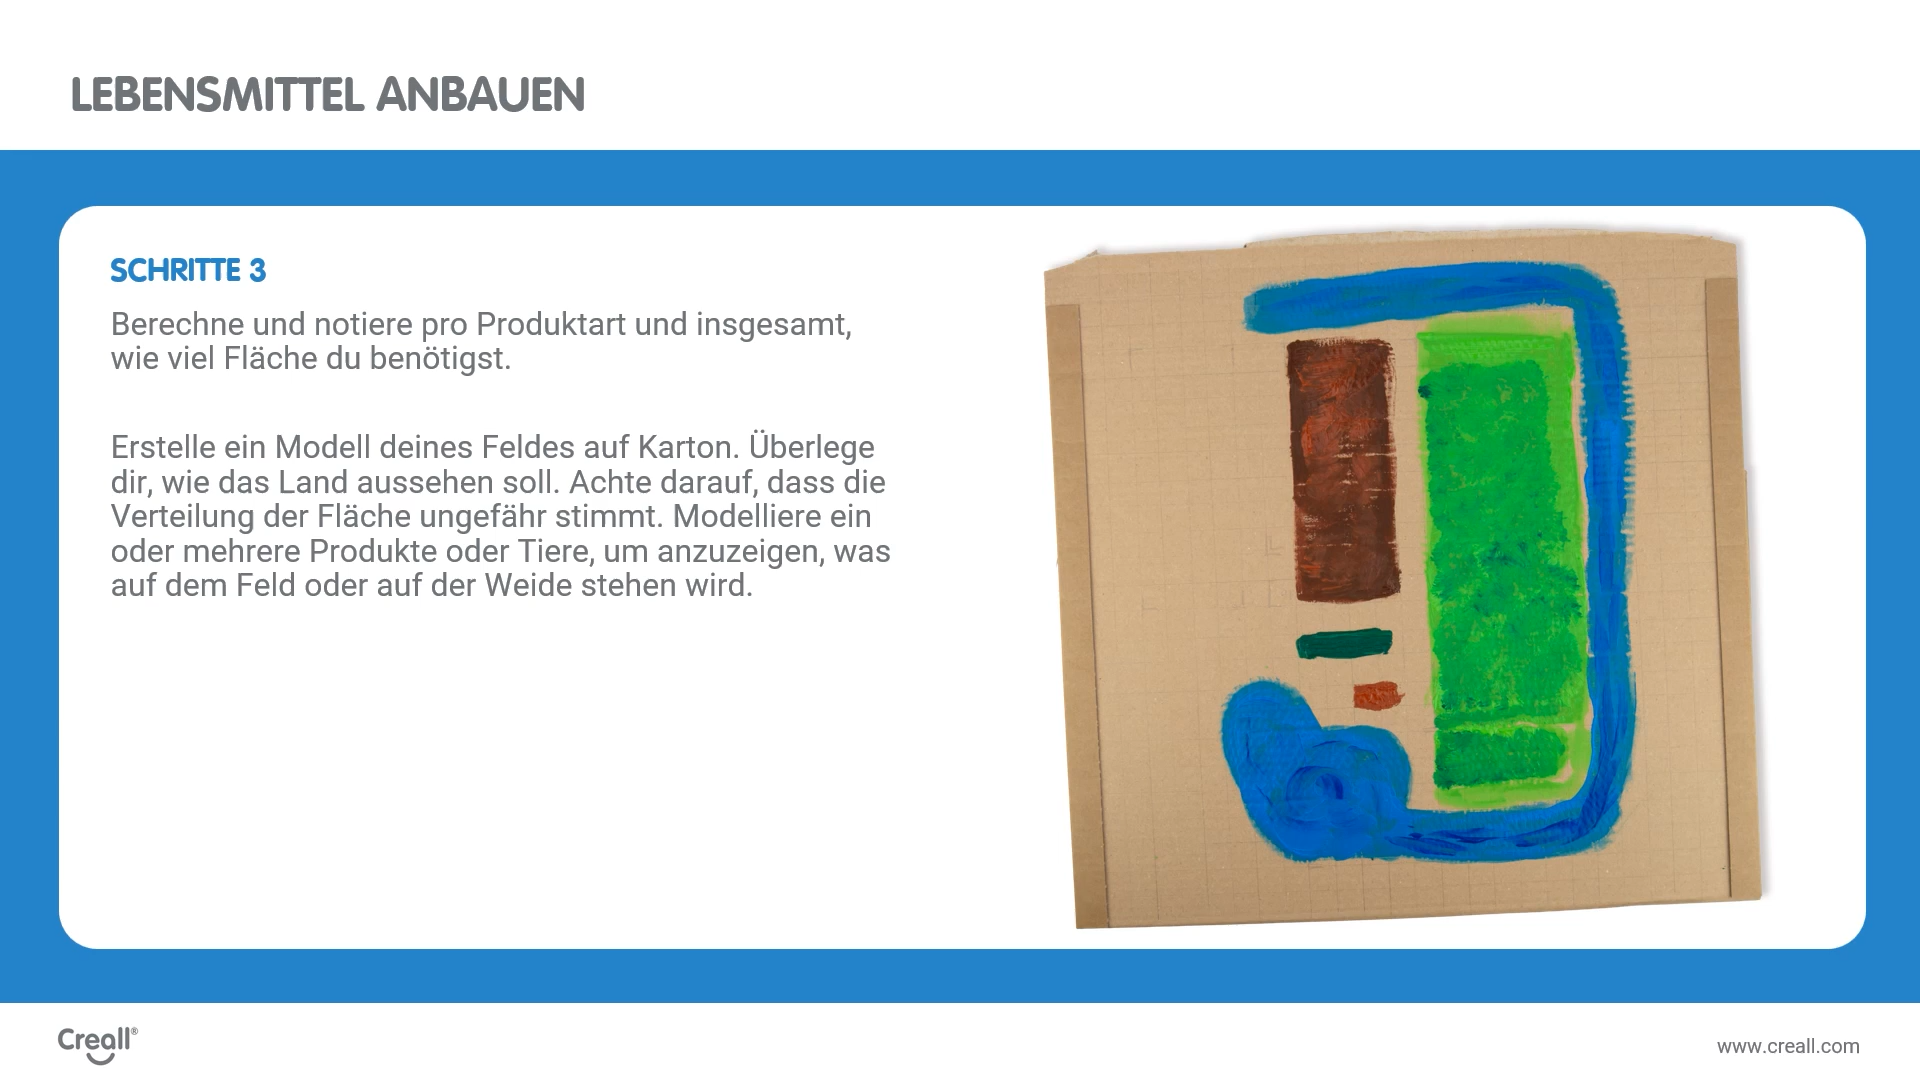 LEBENSMITTEL ANBAUEN
SCHRITTE 3
Berechne und notiere pro Produktart und insgesamt,
wie viel Fläche du benötigst.
Erstelle ein Modell deines Feldes auf Karton. Überlege
dir, wie das Land aussehen soll. Achte darauf, dass die
Verteilung der Fläche ungefähr stimmt. Modelliere ein
oder mehrere Produkte oder Tiere, um anzuzeigen, was
auf dem Feld oder auf der Weide stehen wird.
Creall®
www.creall.com